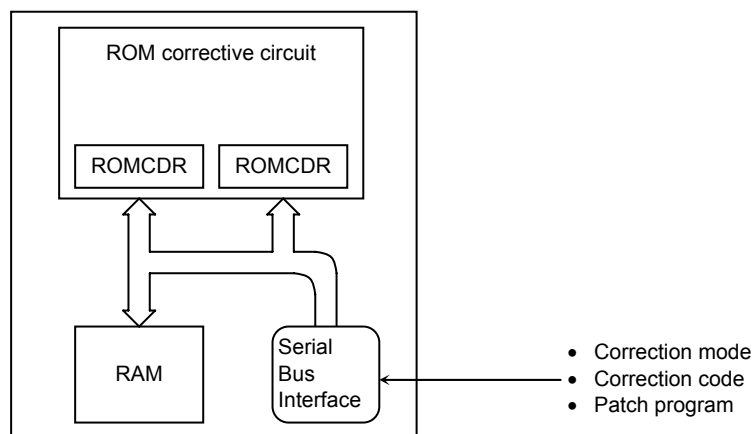 ROM corrective circuit
ROMCDR
ROMCDR
RAM
Serial
Bus
Interface
• Correction mode
• Correction code
• Patch program